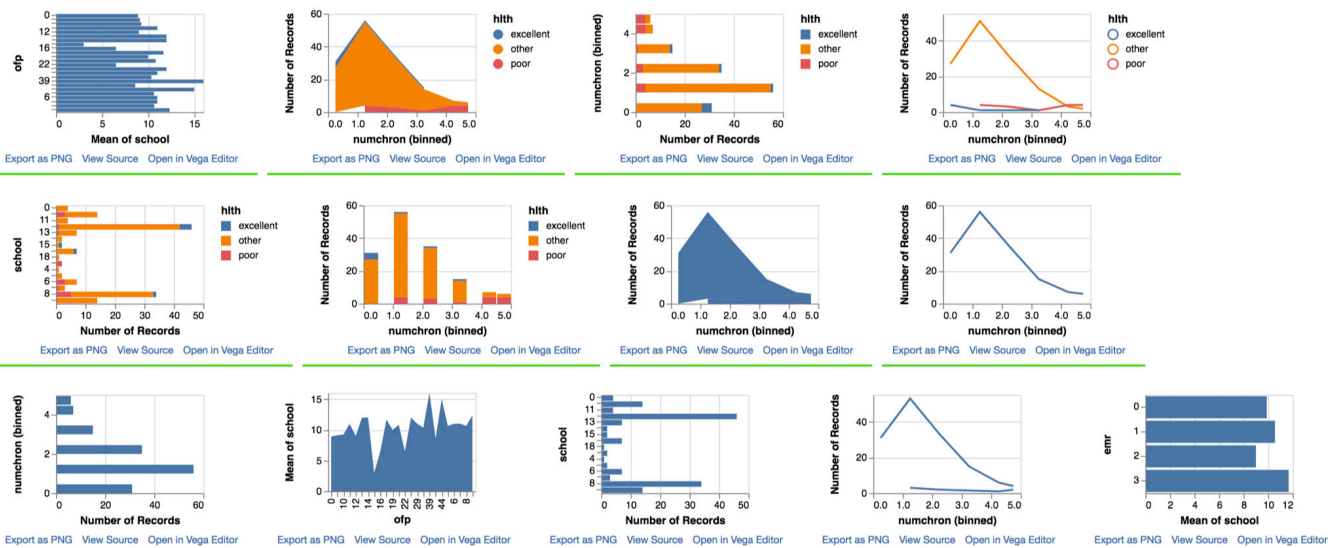 ofp
0
12
16
22
39
6
0 5 10 15
Mean of school
Export as PNG View Source Open in Vega Editor
Number of Records
60
40
20
0
0.0 1.0 2.0 3.0 4.0 5.0
numchron (binned)
hlth
excellent
other
poor
Export as PNG View Source Open in Vega Editor
numchron (binned)
4
2
0
0 20 40 60
Number of Records
hlth
excellent
other
poor
Export as PNG View Source Open in Vega Editor
Number of Records
40
20
0
0.0 1.0 2.0 3.0 4.0 5.0
numchron (binned)
hlth
excellent
other
poor
Export as PNG View Source Open in Vega Editor
school
0
11
13
15
18
4
6
8
0 10 20 30 40 50
Number of Records
hlth
excellent
other
poor
Export as PNG View Source Open in Vega Editor
Number of Records
60
40
20
0
0.0 1.0 2.0 3.0 4.0 5.0
numchron (binned)
hlth
excellent
other
poor
Export as PNG View Source Open in Vega Editor
Number of Records
60
40
20
0
0.0 1.0 2.0 3.0 4.0 5.0
numchron (binned)
Export as PNG View Source Open in Vega Editor
Number of Records
60
40
20
0
0.0 1.0 2.0 3.0 4.0 5.0
numchron (binned)
Export as PNG View Source Open in Vega Editor
numchron (binned)
4
2
0
0 20 40 60
Number of Records
Export as PNG View Source Open in Vega Editor
Mean of school
15
10
5
0
0 10 12 14 16 19 22 29 39 44 6 8
ofp
Export as PNG View Source Open in Vega Editor
school
0
11
13
15
18
4
6
8
0 10 20 30 40 50
Number of Records
Export as PNG View Source Open in Vega Editor
Number of Records
40
20
0
0.0 1.0 2.0 3.0 4.0 5.0
numchron (binned)
Export as PNG View Source Open in Vega Editor
emr
0
1
2
3
0 2 4 6 8 10 12
Mean of school
Export as PNG View Source Open in Vega Editor